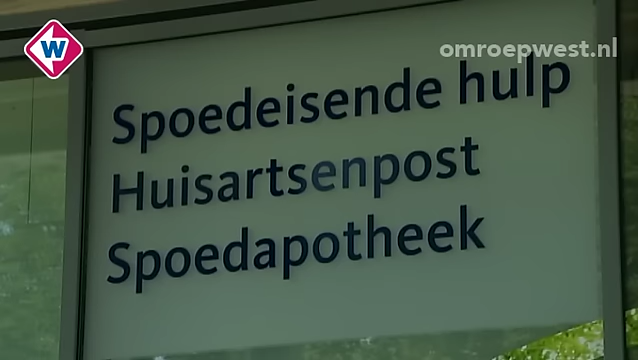 W
omroepwest.nl
Spoedeisende hulp
Huisartsenpost
Spoedapotheek